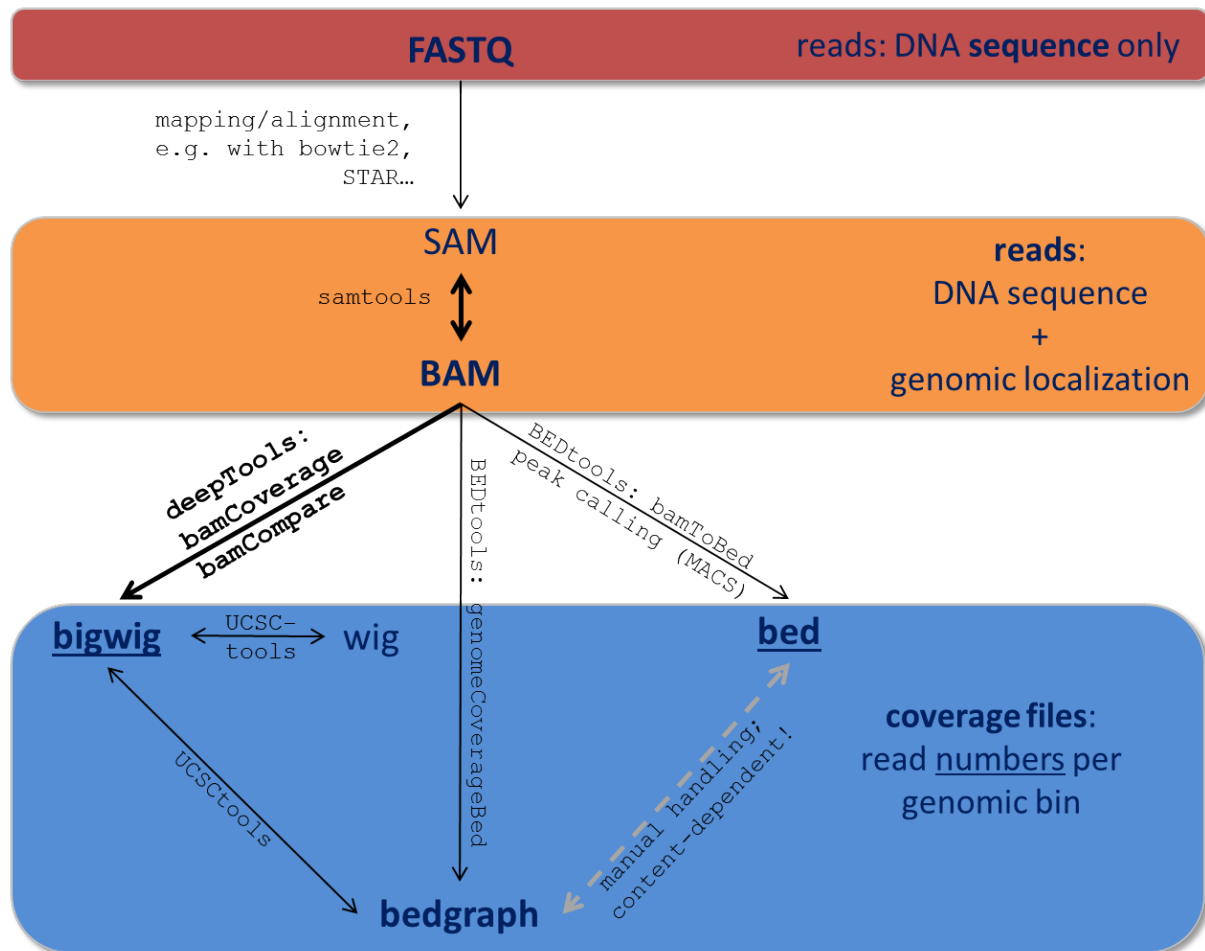 FASTQ
reads: DNA sequence only
mapping/alignment,
e.g. with bowtie2,
STAR…
SAM
samtools
BAM
reads:
DNA sequence
+
genomic localization
deepTools:
bamCoverage
bamCompare
BEDtools: genomeCoverageBed
BEDtools: bamToBed
peak calling (MACS)
bigwig
UCSC-
tools
wig
bed
UCSCtools
manual handling;
content-dependent!
coverage files:
read numbers per
genomic bin
bedgraph